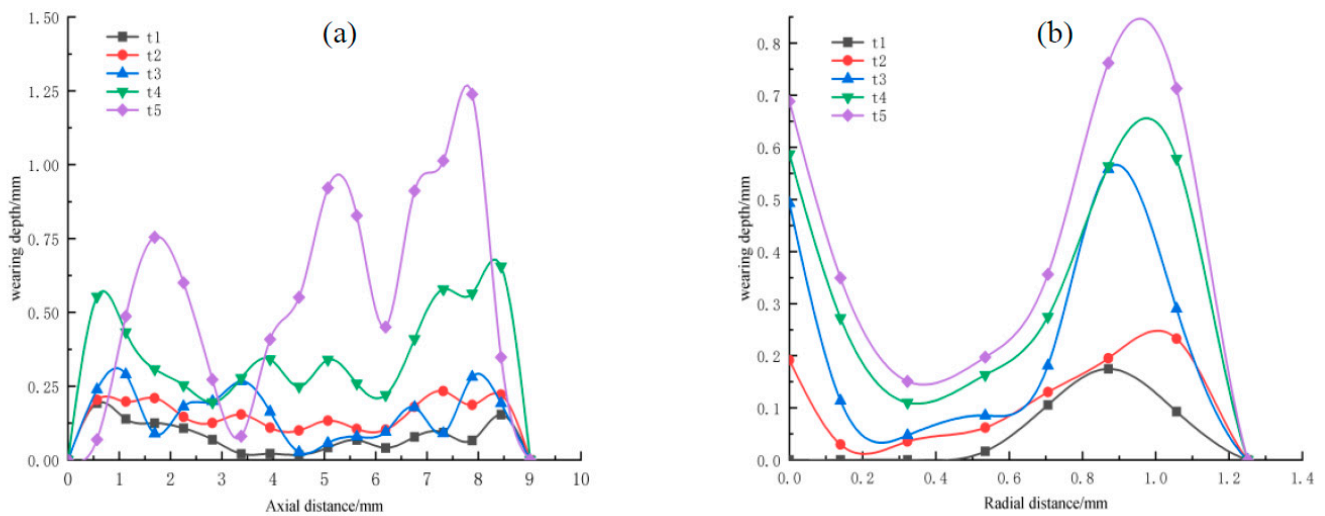 (a)
t1
t2
t3
t4
t5
wearing depth/mm
1.50
1.25
1.00
0.75
0.50
0.25
0.00
0 1 2 3 4 5 6 7 8 9 10
Axial distance/mm
(b)
t1
t2
t3
t4
t5
wearing depth/mm
0.8
0.7
0.6
0.5
0.4
0.3
0.2
0.1
0.0
0.0 0.2 0.4 0.6 0.8 1.0 1.2 1.4
Radial distance/mm